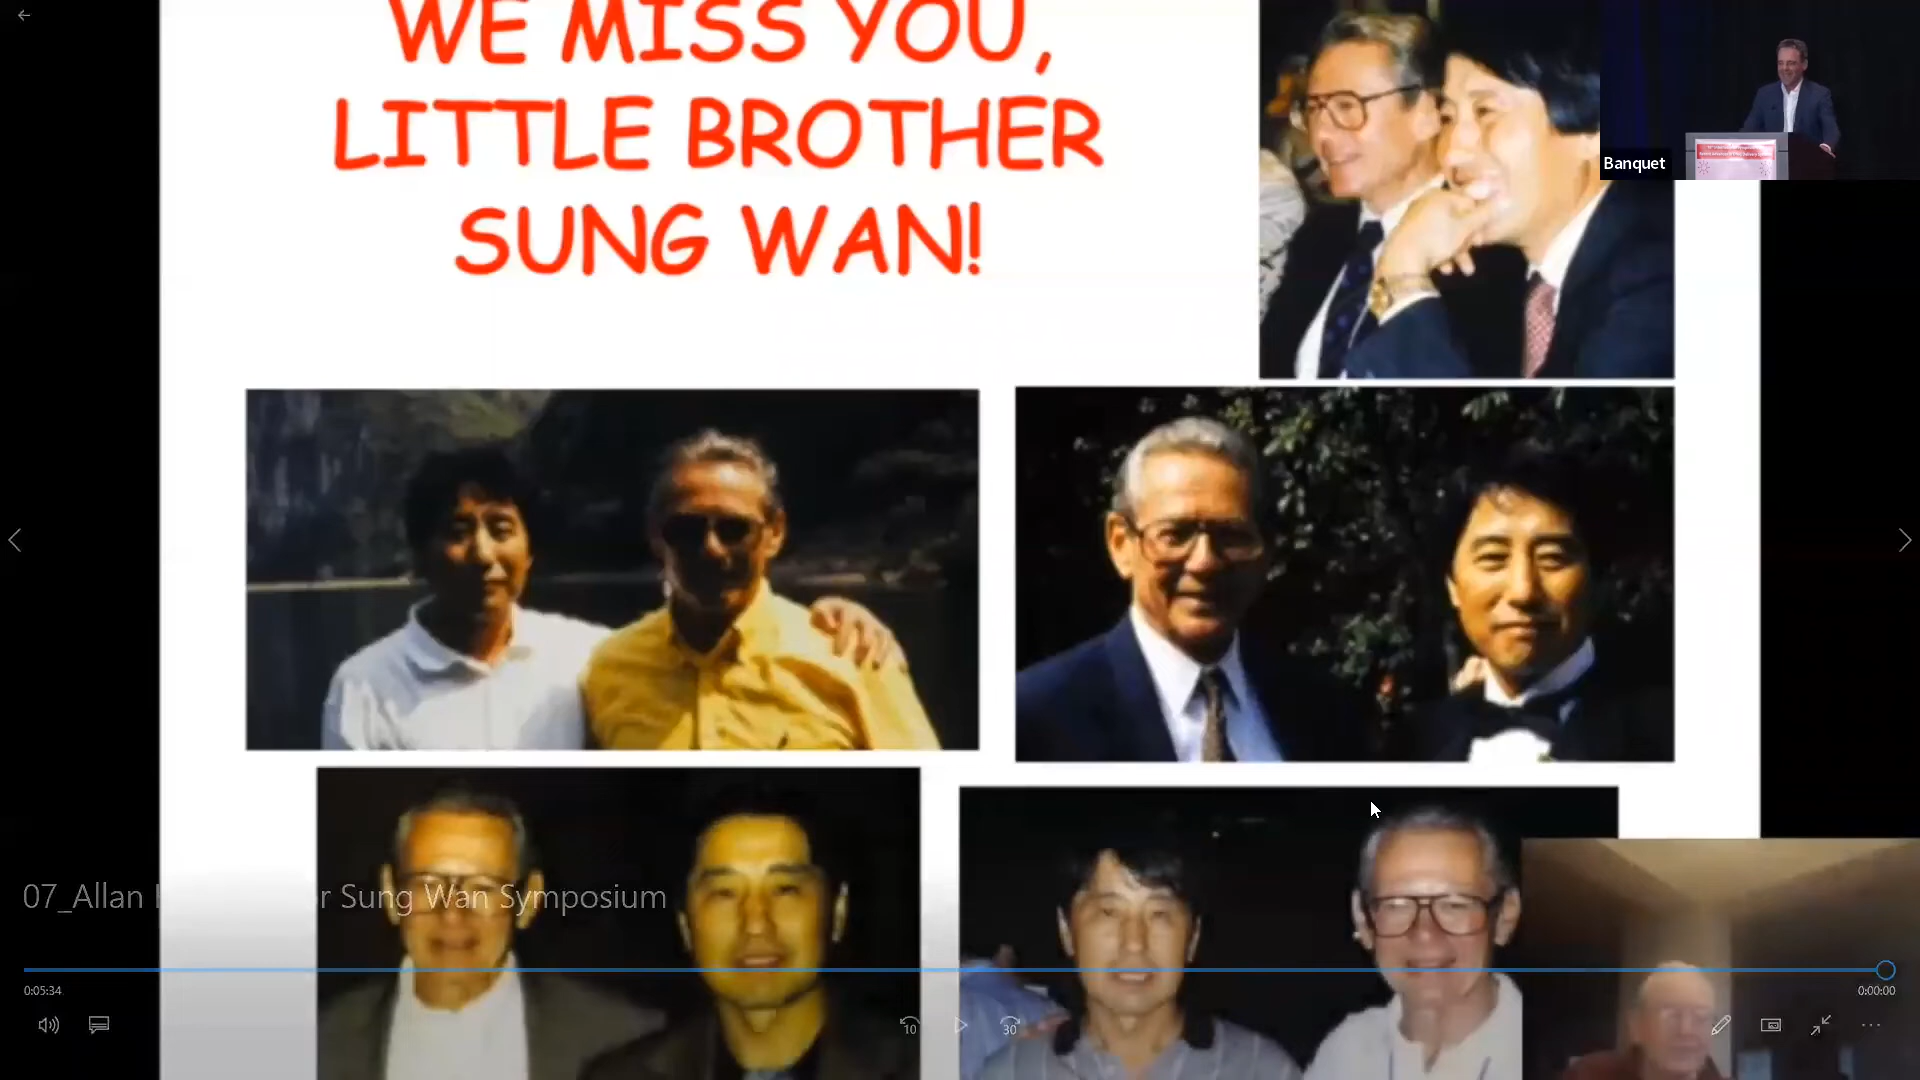 WE MISS YOU,
LITTLE BROTHER
SUNG WAN!
Banquet
07_Allan r Sung Wan Symposium
0:05:34
0:00:00
10
30